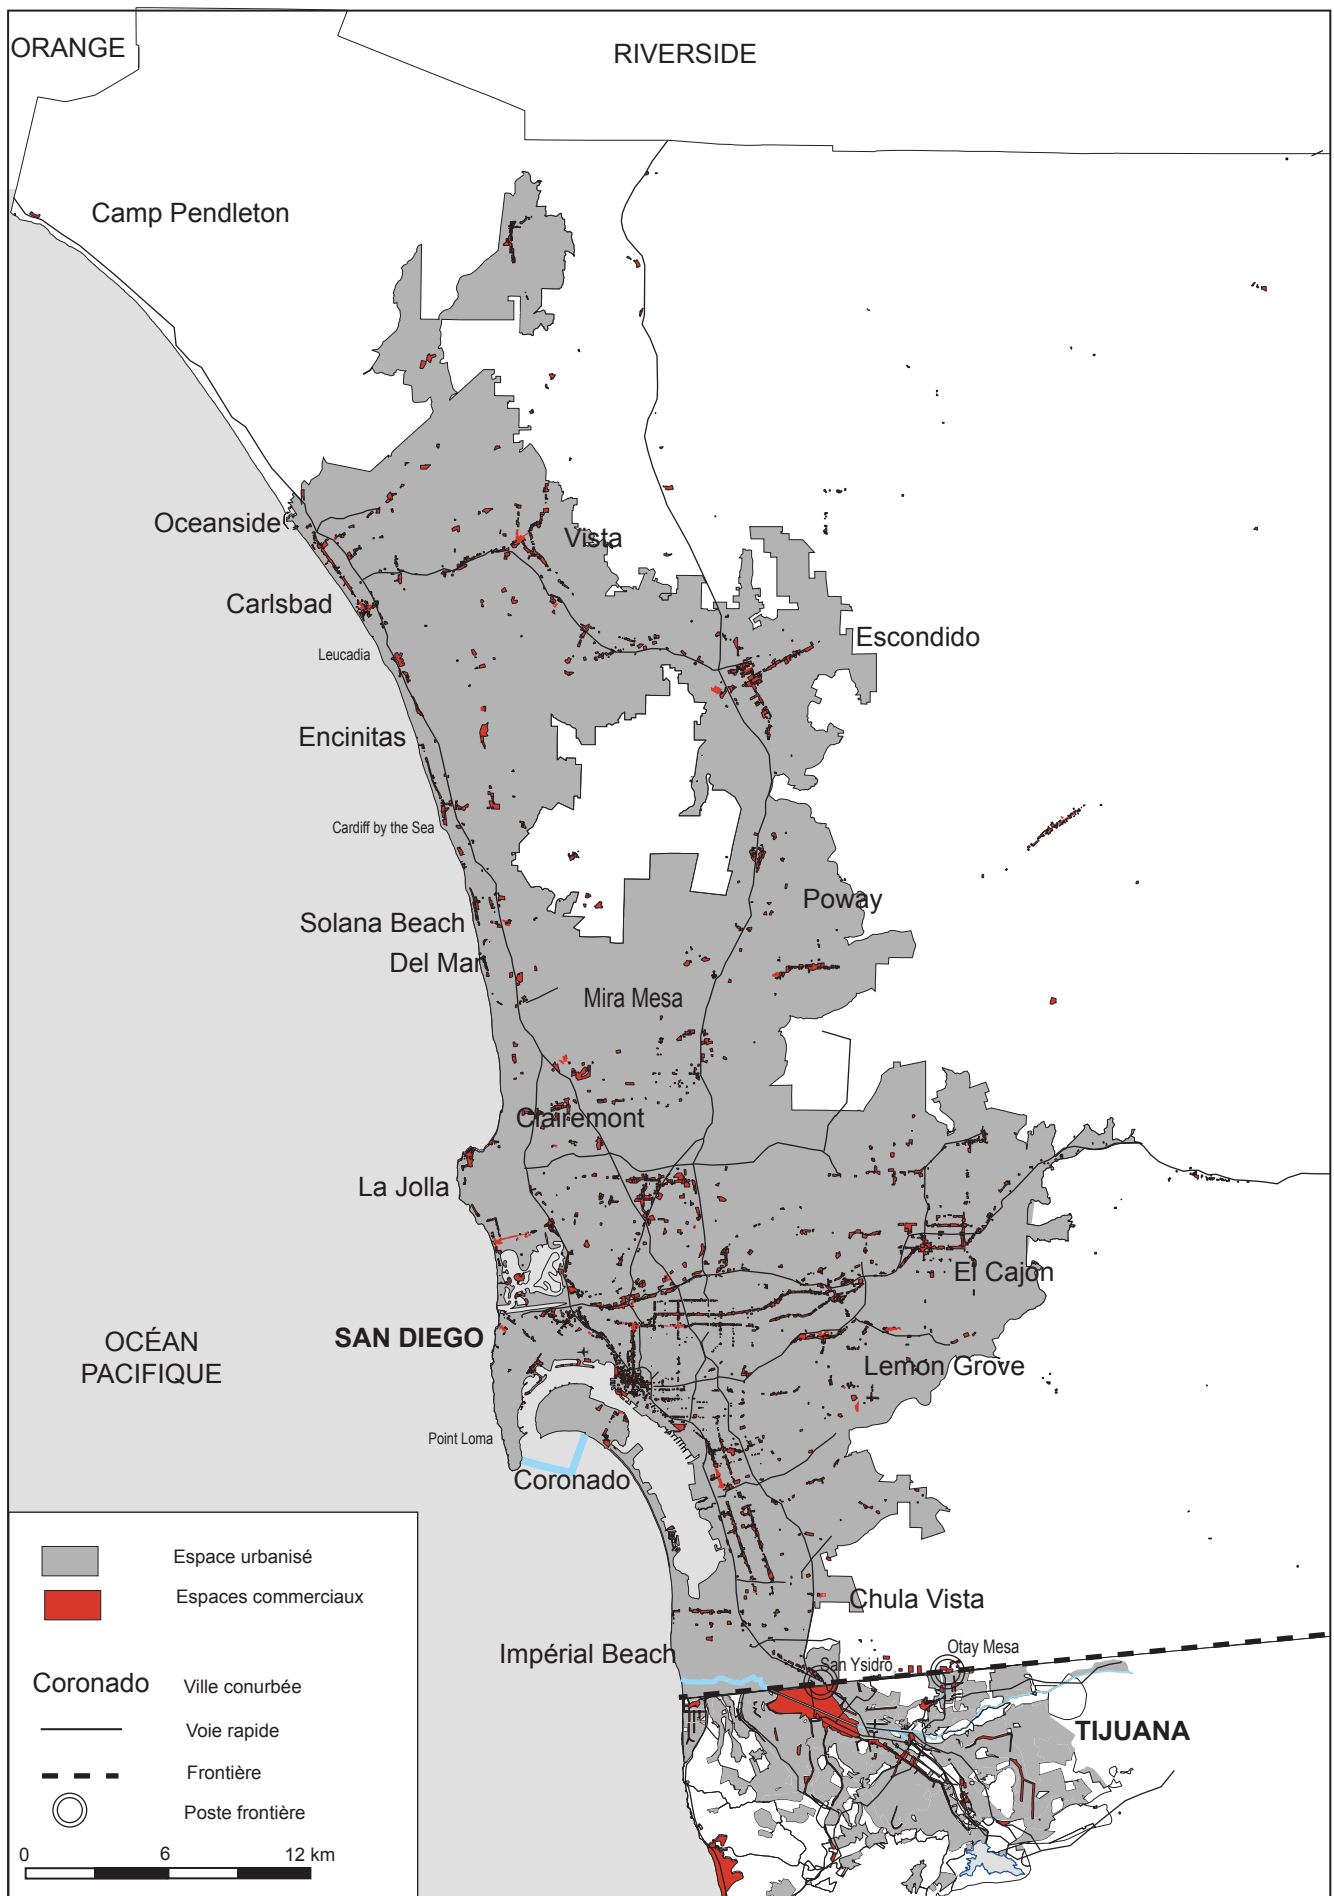 ORANGE
RIVERSIDE
Camp Pendleton
Oceanside
Vista
Carlsbad
Escondido
Leucadia
Encinitas
Cardiff by the Sea
Poway
Solana Beach
Del Mar
Mira Mesa
Clairemont
La Jolla
El Cajon
OCÉAN
PACIFIQUE
SAN DIEGO
Lemon Grove
Point Loma
Coronado
Chula Vista
Impérial Beach
Otay Mesa
San Ysidro
TIJUANA
Espace urbanisé
Espaces commerciaux
Coronado Ville conurbée
Voie rapide
Frontière
Poste frontière
0 6 12 km